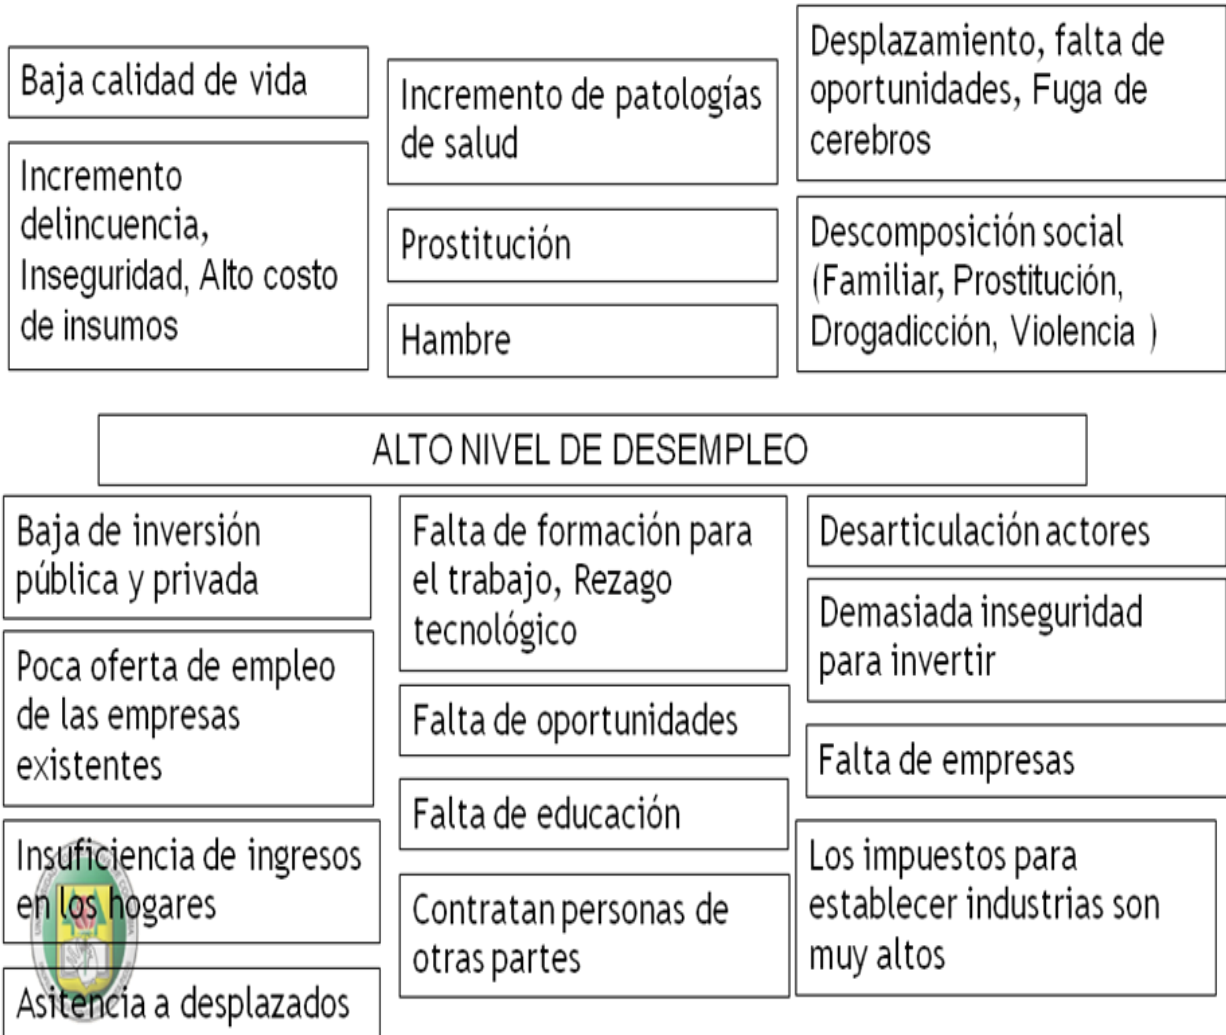 Baja calidad de vida
Incremento
delincuencia,
Inseguridad, Alto costo
de insumos
Incremento de patologías
de salud
Prostitución
Hambre
Desplazamiento, falta de
oportunidades, Fuga de
cerebros
Descomposición social
(Familiar, Prostitución,
Drogadicción, Violencia )
ALTO NIVEL DE DESEMPLEO
Baja de inversión
pública y privada
Poca oferta de empleo
de las empresas
existentes
Insuficiencia de ingresos
en los hogares
Asitencia a desplazados
Falta de formación para
el trabajo, Rezago
tecnológico
Falta de oportunidades
Falta de educación
Contratan personas de
otras partes
Desarticulación actores
Demasiada inseguridad
para invertir
Falta de empresas
Los impuestos para
establecer industrias son
muy altos